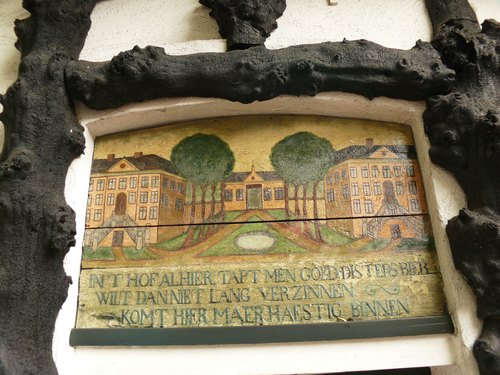 IN'T HOF ALHIER, TAPT MEN GOED DISTELS BIER
WILT DAN NIET LANG VERZINNEN
KOMT HIER MAER HAESTIG BINNEN